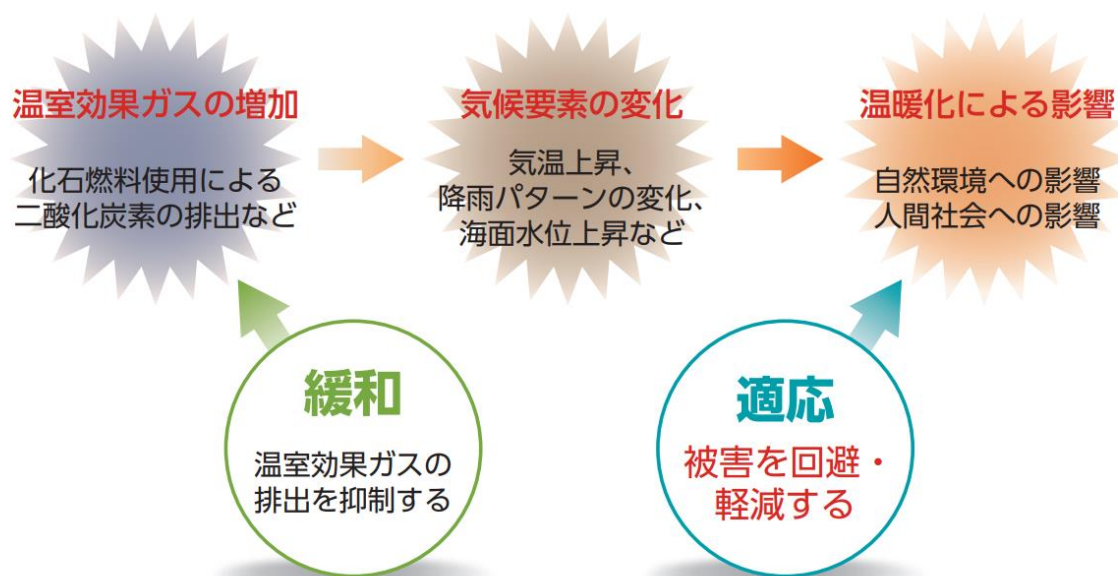 温室効果ガスの増加
化石燃料使用による
二酸化炭素の排出など
気候要素の変化
気温上昇、
降雨パターンの変化、
海面水位上昇など
温暖化による影響
自然環境への影響
人間社会への影響
緩和
温室効果ガスの
排出を抑制する
適応
被害を回避・
軽減する